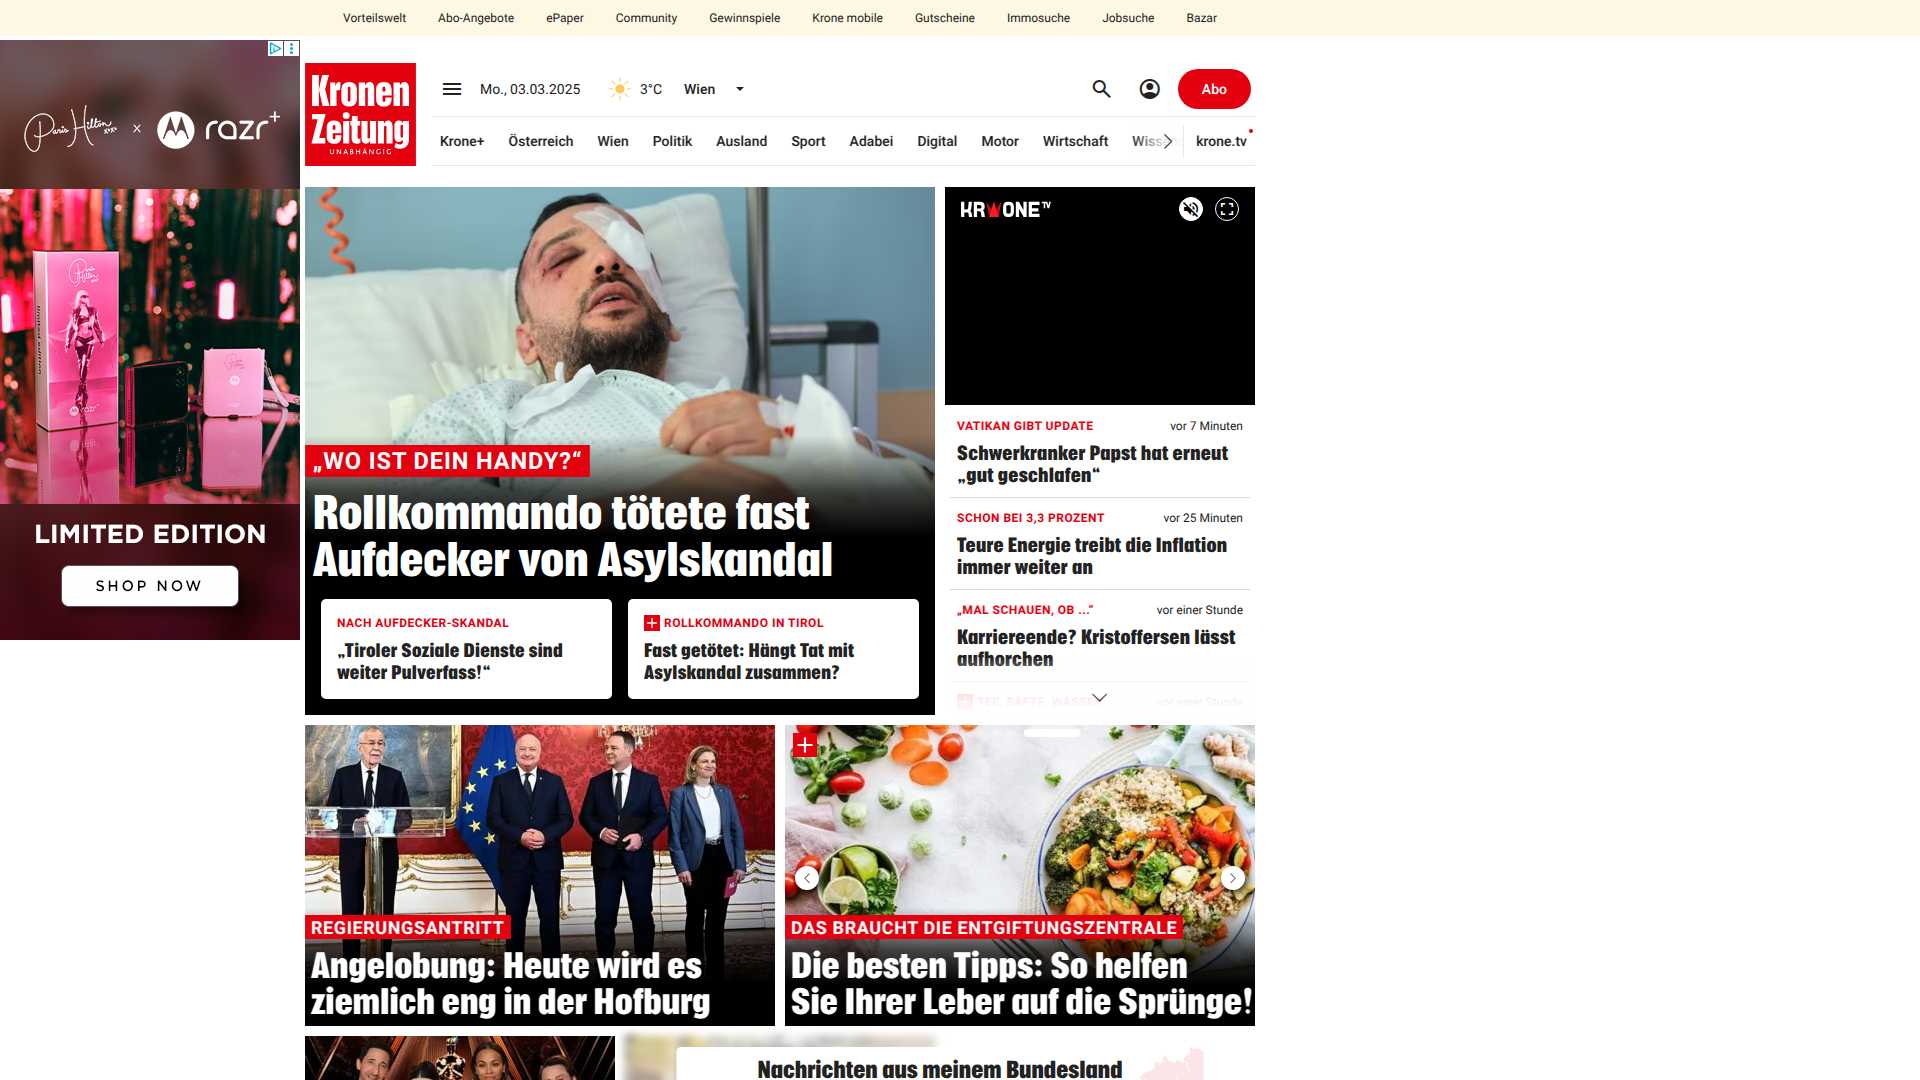 Vorteilswelt Abo-Angebote ePaper Community Gewinnspiele Krone mobile Gutscheine Immosuche Jobsuche Bazar
Paris Hilton xoxo x razr+
LIMITED EDITION
SHOP NOW
Kronen
Zeitung
UNABHÄNGIG
Mo., 03.03.2025 3°C Wien
Abo
Krone+ Österreich Wien Politik Ausland Sport Adabei Digital Motor Wirtschaft krone.tv
„WO IST DEIN HANDY?“
Rollkommando tötete fast
Aufdecker von Asylskandal
NACH AUFDECKER-SKANDAL
„Tiroler Soziale Dienste sind
weiter Pulverfass!“
ROLLKOMMANDO IN TIROL
Fast getötet: Hängt Tat mit
Asylskandal zusammen?
KRONE TV
VATIKAN GIBT UPDATE vor 7 Minuten
Schwerkranker Papst hat erneut
„gut geschlafen“
SCHON BEI 3,3 PROZENT vor 25 Minuten
Teure Energie treibt die Inflation
immer weiter an
„MAL SCHAUEN, OB ...“ vor einer Stunde
Karriereende? Kristoffersen lässt
aufhorchen
vor einer Stunde
REGIERUNGSANTRITT
Angelobung: Heute wird es
ziemlich eng in der Hofburg
DAS BRAUCHT DIE ENTGIFTUNGSZENTRALE
Die besten Tipps: So helfen
Sie Ihrer Leber auf die Sprünge!
Nachrichten aus meinem Bundesland